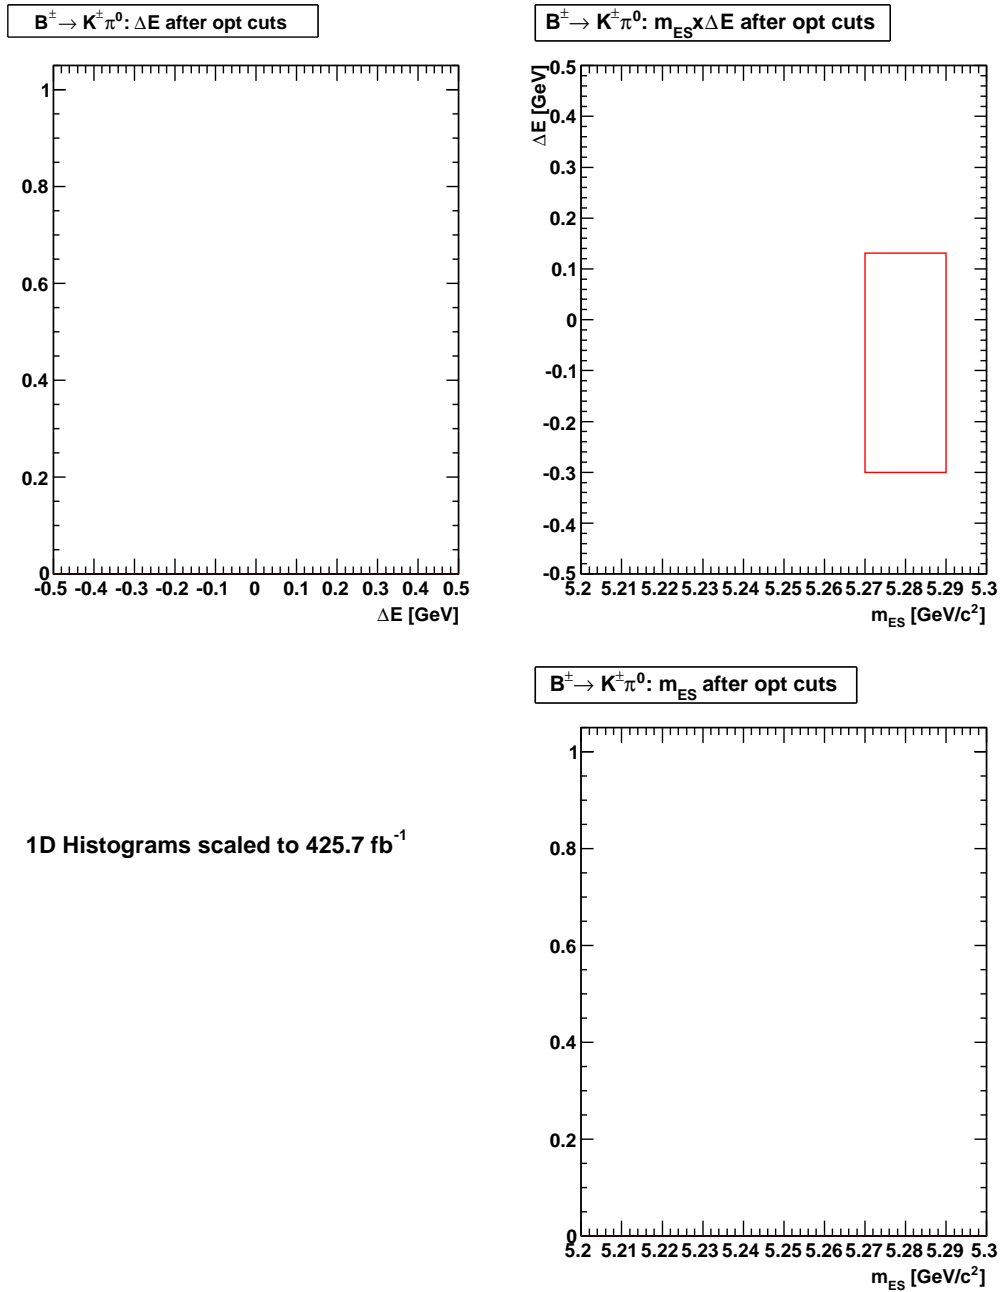 B± → K±π⁰: ΔE after opt cuts
1
0.8
0.6
0.4
0.2
0
-0.5 -0.4 -0.3 -0.2 -0.1 0 0.1 0.2 0.3 0.4 0.5
ΔE [GeV]
B± → K±π⁰: m_ES xΔE after opt cuts
ΔE [GeV]
0.5
0.4
0.3
0.2
0.1
0
-0.1
-0.2
-0.3
-0.4
-0.5
5.2 5.21 5.22 5.23 5.24 5.25 5.26 5.27 5.28 5.29 5.3
m_ES [GeV/c²]
1D Histograms scaled to 425.7 fb⁻¹
B± → K±π⁰: m_ES after opt cuts
1
0.8
0.6
0.4
0.2
0
5.2 5.21 5.22 5.23 5.24 5.25 5.26 5.27 5.28 5.29 5.3
m_ES [GeV/c²]